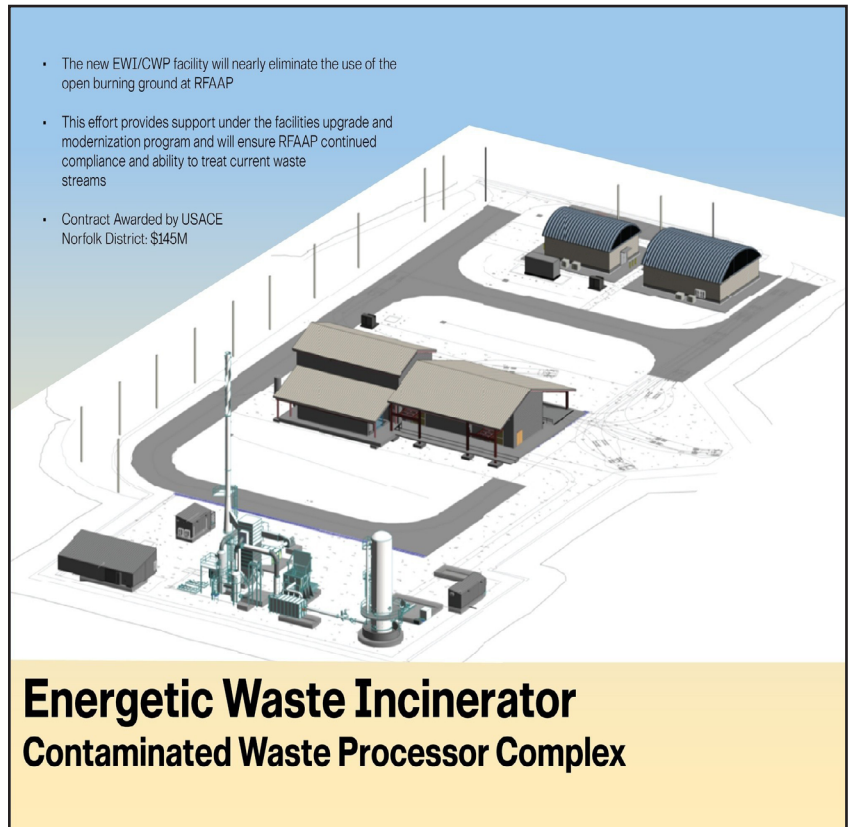 • The new EWI/CWP facility will nearly eliminate the use of the
open burning ground at RFAAP
• This effort provides support under the facilities upgrade and
modernization program and will ensure RFAAP continued
compliance and ability to treat current waste
streams
• Contract Awarded by USACE
Norfolk District: $145M
Energetic Waste Incinerator
Contaminated Waste Processor Complex